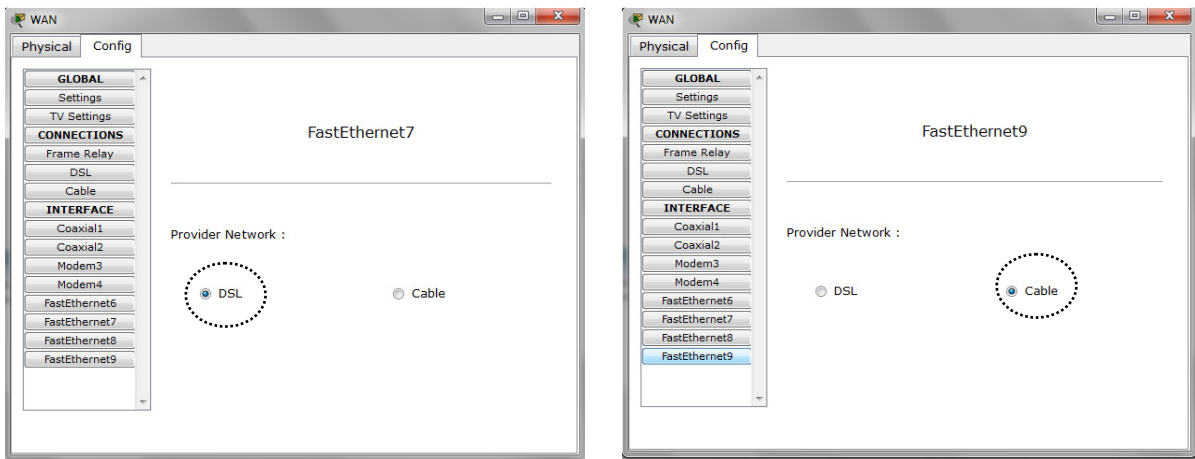 WAN
Physical Config
GLOBAL
Settings
TV Settings
CONNECTIONS
Frame Relay
DSL
Cable
INTERFACE
Coaxial1
Coaxial2
Modem3
Modem4
FastEthernet6
FastEthernet7
FastEthernet8
FastEthernet9
FastEthernet7
Provider Network :
DSL Cable
WAN
Physical Config
GLOBAL
Settings
TV Settings
CONNECTIONS
Frame Relay
DSL
Cable
INTERFACE
Coaxial1
Coaxial2
Modem3
Modem4
FastEthernet6
FastEthernet7
FastEthernet8
FastEthernet9
FastEthernet9
Provider Network :
DSL Cable